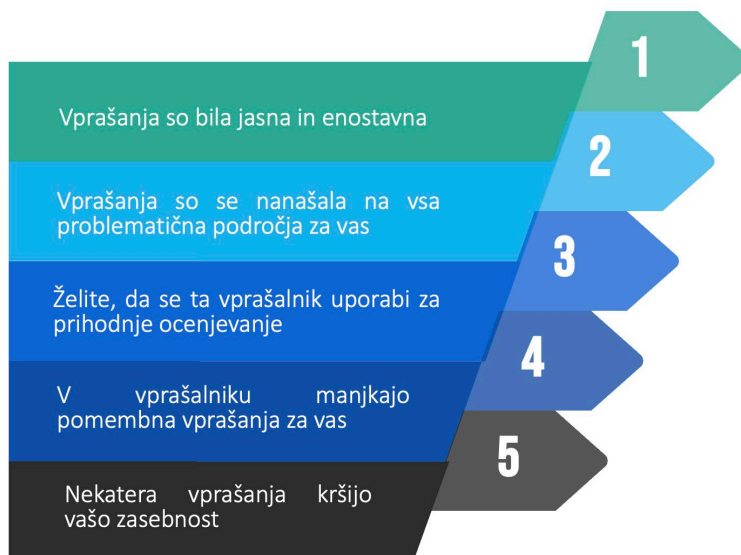 1
Vprašanja so bila jasna in enostavna
2
Vprašanja so se nanašala na vsa
problematična področja za vas
3
Želite, da se ta vprašalnik uporabi za
prihodnje ocenjevanje
4
V vprašalniku manjkajo
pomembna vprašanja za vas
5
Nekatera vprašanja kršijo
vašo zasebnost